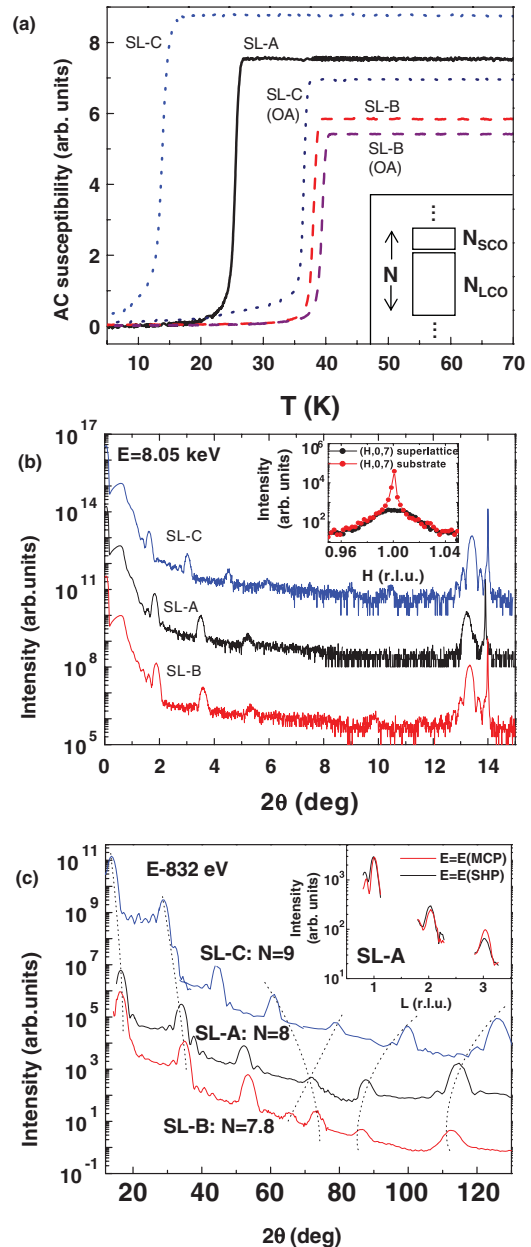 (a)
AC susceptibility (arb. units)
8
6
4
2
0
SL-C
SL-A
SL-C
(OA)
SL-B
SL-B
(OA)
N
N_SCO
N_LCO
10 20 30 40 50 60 70
T (K)
(b)
Intensity (arb.units)
10^17
10^14
10^11
10^8
10^5
E=8.05 keV
SL-C
SL-A
SL-B
Intensity
(arb. units)
10^6
10^4
10^2
(H,0,7) superlattice
(H,0,7) substrate
0.96 1.00 1.04
H (r.l.u.)
0 2 4 6 8 10 12 14
2θ (deg)
(c)
Intensity (arb.units)
10^11
10^9
10^7
10^5
10^3
10^1
10^-1
E-832 eV
SL-C: N=9
SL-A: N=8
SL-B: N=7.8
Intensity
(arb. units)
10^3
10^2
10^1
E=E(MCP)
E=E(SHP)
SL-A
1 2 3
L (r.l.u.)
20 40 60 80 100 120
2θ (deg)